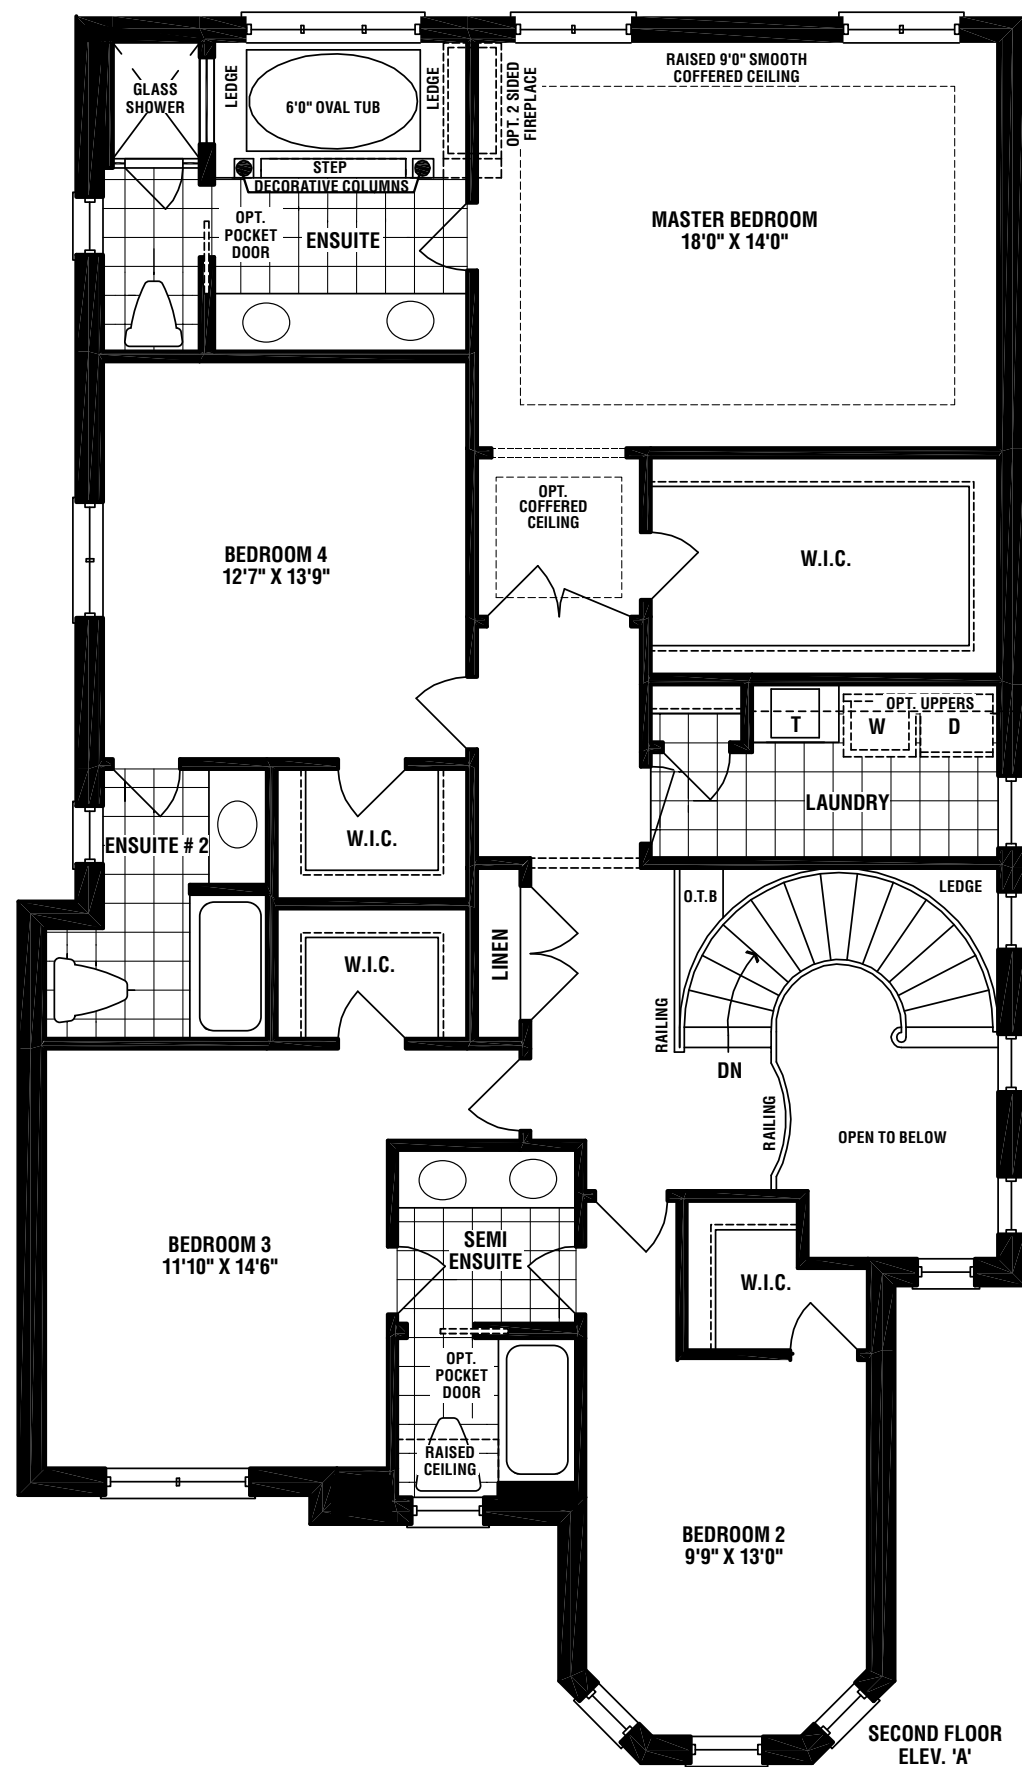 RAISED 9'0" SMOOTH
COFFERED CEILING
GLASS
SHOWER
LEDGE
6'0" OVAL TUB
LEDGE
OPT. 2 SIDED
FIREPLACE
STEP
DECORATIVE COLUMNS
OPT.
POCKET
DOOR
ENSUITE
MASTER BEDROOM
18'0" X 14'0"
OPT.
COFFERED
CEILING
BEDROOM 4
12'7" X 13'9"
W.I.C.
OPT. UPPERS
T
W
D
LAUNDRY
ENSUITE # 2
W.I.C.
O.T.B
LEDGE
LINEN
W.I.C.
RAILING
DN
RAILING
OPEN TO BELOW
BEDROOM 3
11'10" X 14'6"
SEMI
ENSUITE
W.I.C.
OPT.
POCKET
DOOR
RAISED
CEILING
BEDROOM 2
9'9" X 13'0"
SECOND FLOOR
ELEV. 'A'